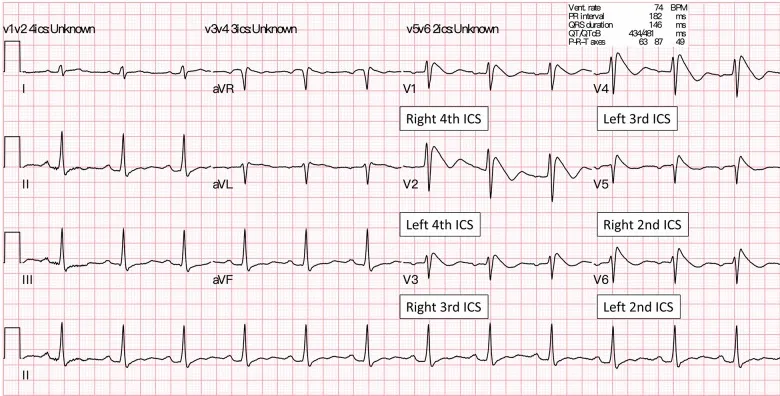 v1v2 4ics:Unknown v3v4 3ics:Unknown v5v6 2ics:Unknown
Vent. rate 74 BPM
PR interval 182 ms
QRS duration 146 ms
QT/QTcB 434/481 ms
P-R-T axes 63 87 49
I aVR V1 V4
Right 4th ICS Left 3rd ICS
II aVL V2 V5
Left 4th ICS Right 2nd ICS
III aVF V3 V6
Right 3rd ICS Left 2nd ICS
II